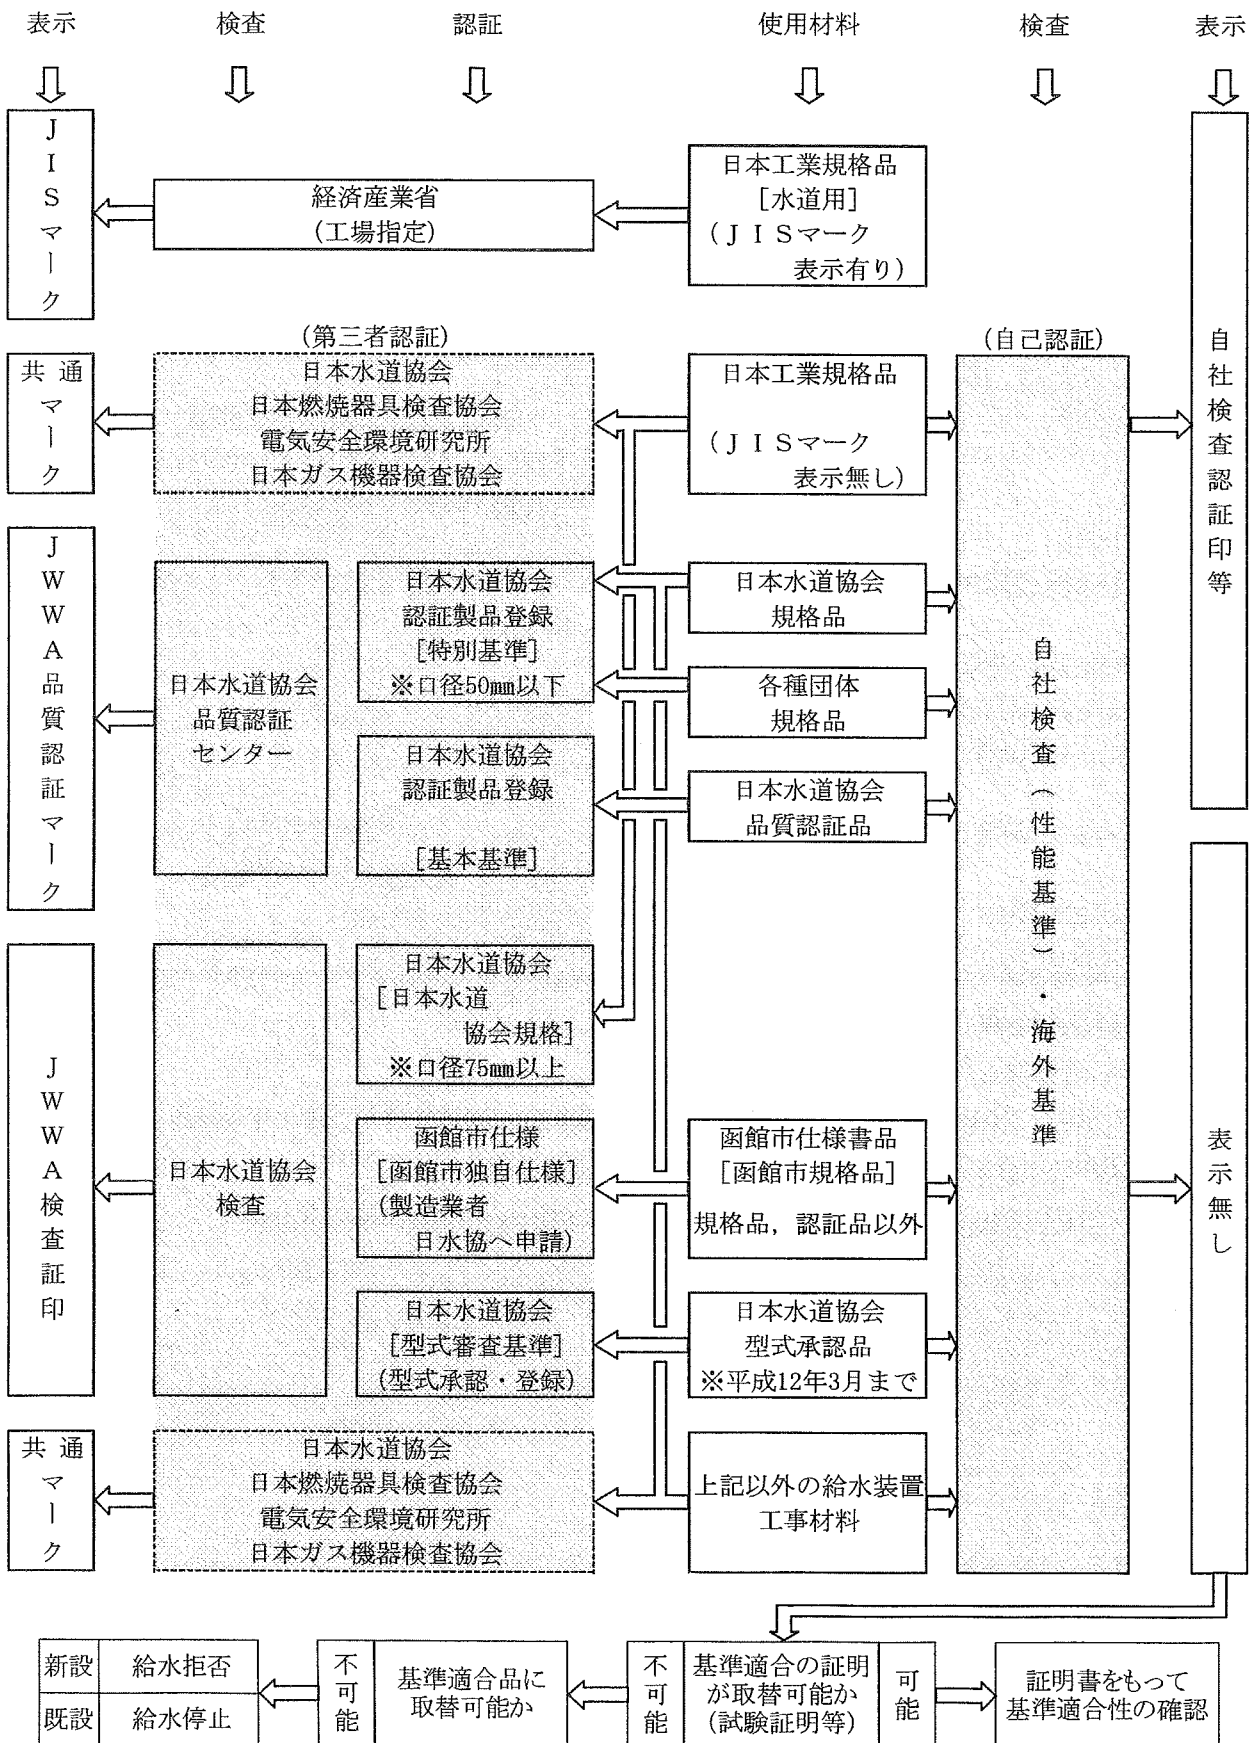 表示
検査
認証
使用材料
検査
表示
JISマーク
経済産業省
(工場指定)
日本工業規格品
[水道用]
(JISマーク
表示有り)
(第三者認証)
(自己認証)
共通
マーク
日本水道協会
日本燃焼器具検査協会
電気安全環境研究所
日本ガス機器検査協会
日本工業規格品
(JISマーク
表示無し)
自社検査認証印等
JWWA品質認証マーク
日本水道協会
品質認証
センター
日本水道協会
認証製品登録
[特別基準]
※口径50㎜以下
日本水道協会
規格品
各種団体
規格品
日本水道協会
認証製品登録
[基本基準]
日本水道協会
品質認証品
自社検査(性能基準)・海外基準
JWWA検査証印
日本水道協会
検査
日本水道協会
[日本水道
協会規格]
※口径75㎜以上
函館市仕様
[函館市独自仕様]
(製造業者
日水協へ申請)
函館市仕様書品
[函館市規格品]
規格品,認証品以外
表示無し
日本水道協会
[型式審査基準]
(型式承認・登録)
日本水道協会
型式承認品
※平成12年3月まで
共通
マーク
日本水道協会
日本燃焼器具検査協会
電気安全環境研究所
日本ガス機器検査協会
上記以外の給水装置
工事材料
新設 給水拒否
既設 給水停止
不可能
基準適合品に
取替可能か
不可能
基準適合の証明
が取替可能か
(試験証明等)
可能
証明書をもって
基準適合性の確認